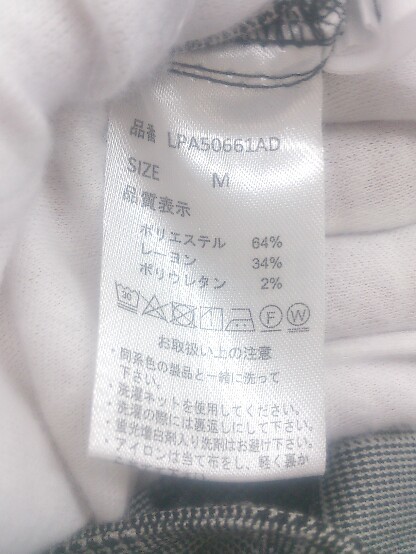 品番 LPA50661AD
SIZE M
品質表示
ポリエステル 64%
レーヨン 34%
ポリウレタン 2%
30 F W
お取扱い上の注意
・同系色の製品と一緒に洗って
下さい。
・洗濯ネットを使用してください。
・洗濯の際には裏返しにして下さい。
・蛍光増白剤入り洗剤はお避け下さい。
・アイロンは当て布をし、軽く裏か